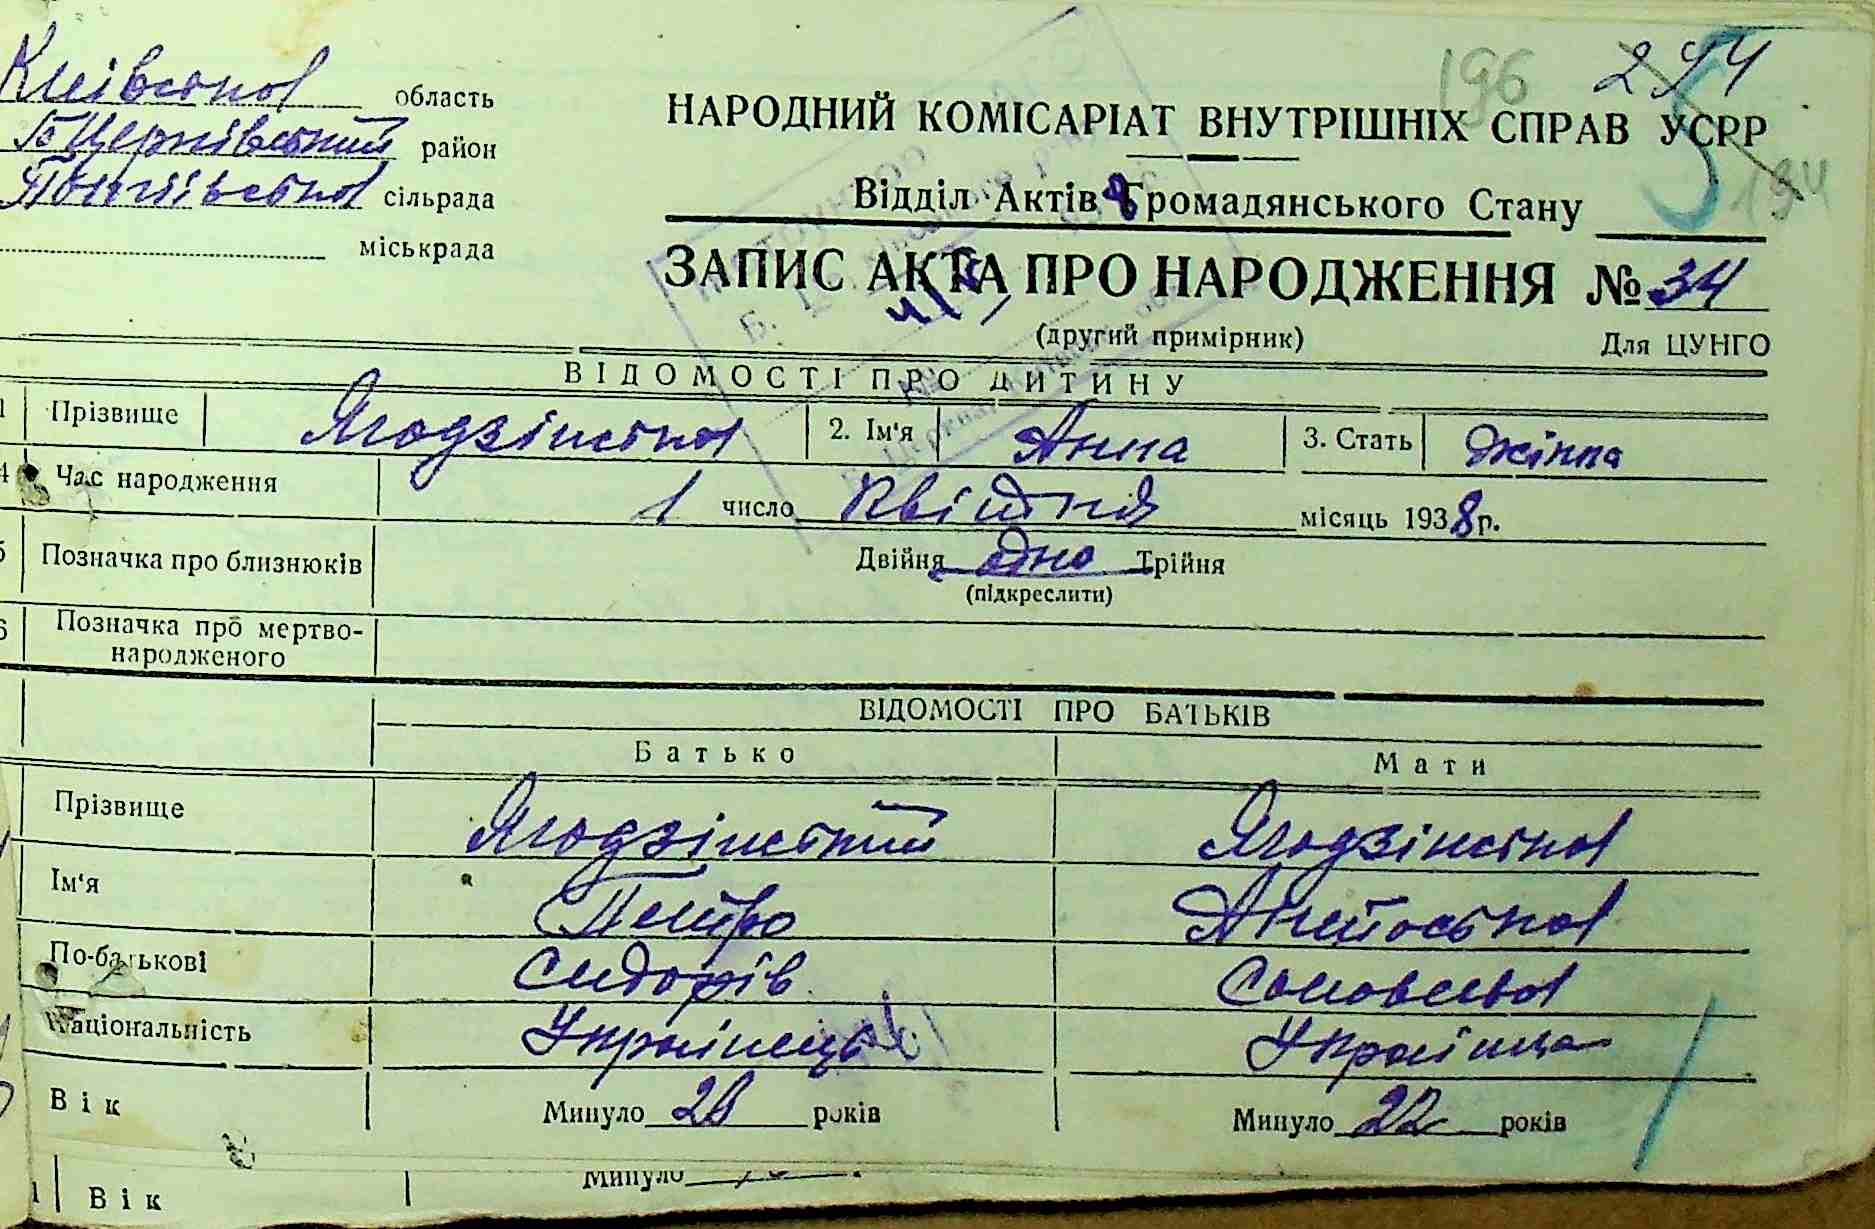 Київської область
Б Церківський район
сільрада
міськрада
196 294
194
НАРОДНИЙ КОМІСАРІАТ ВНУТРІШНІХ СПРАВ УСРР
Відділ Актів Громадянського Стану
ЗАПИС АКТА ПРО НАРОДЖЕННЯ № 34
(другий примірник) Для ЦУНГО
ВІДОМОСТІ ПРО ДИТИНУ
1 Прізвище Ягодзінська 2. Ім'я Анна 3. Стать жінка
4 Час народження 1 число Квітня місяць 1938 р.
5 Позначка про близнюків Двійня одно Трійня
(підкреслити)
6 Позначка про мертво-
народженого
ВІДОМОСТІ ПРО БАТЬКІВ
Батько Мати
Прізвище Ягодзінський Ягодзінська
Ім'я Петро Антоська
По-батькові Сидорів
Національність Українець Українка
Вік Минуло 28 років Минуло 22 років
1 Вік Минуло